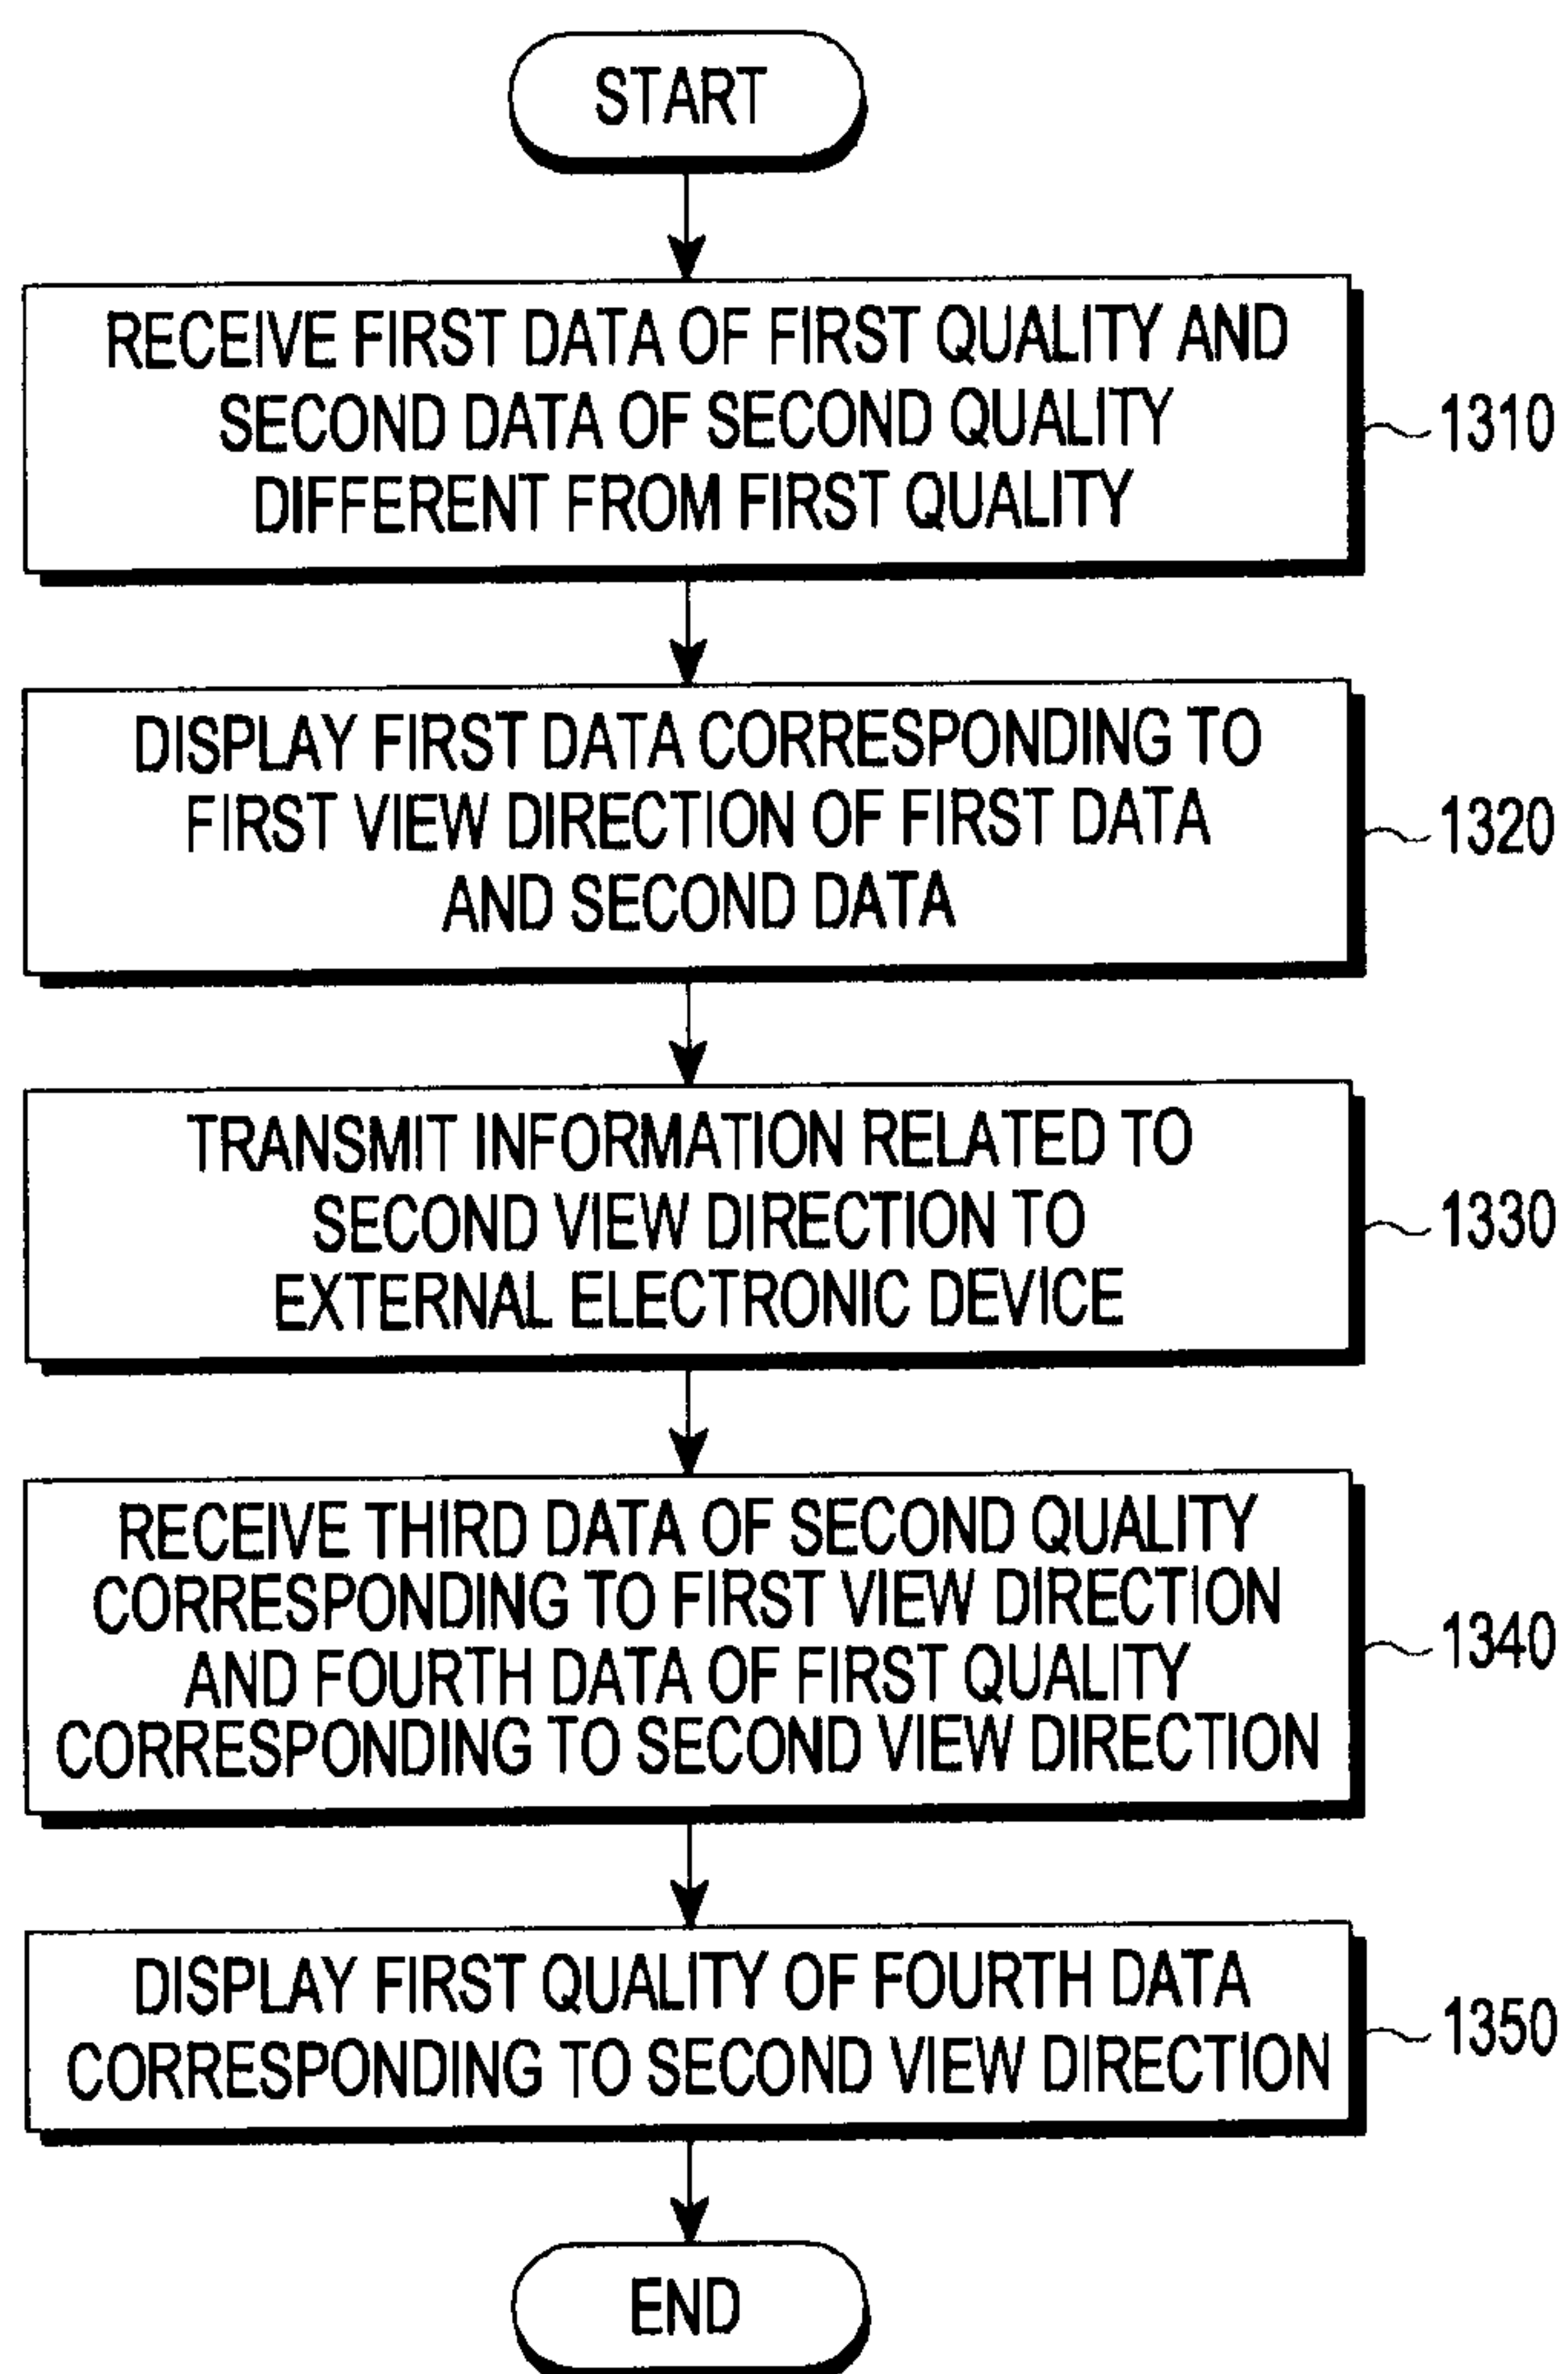 START
RECEIVE FIRST DATA OF FIRST QUALITY AND
SECOND DATA OF SECOND QUALITY
DIFFERENT FROM FIRST QUALITY
1310
DISPLAY FIRST DATA CORRESPONDING TO
FIRST VIEW DIRECTION OF FIRST DATA
AND SECOND DATA
1320
TRANSMIT INFORMATION RELATED TO
SECOND VIEW DIRECTION TO
EXTERNAL ELECTRONIC DEVICE
1330
RECEIVE THIRD DATA OF SECOND QUALITY
CORRESPONDING TO FIRST VIEW DIRECTION
AND FOURTH DATA OF FIRST QUALITY
CORRESPONDING TO SECOND VIEW DIRECTION
1340
DISPLAY FIRST QUALITY OF FOURTH DATA
CORRESPONDING TO SECOND VIEW DIRECTION
1350
END